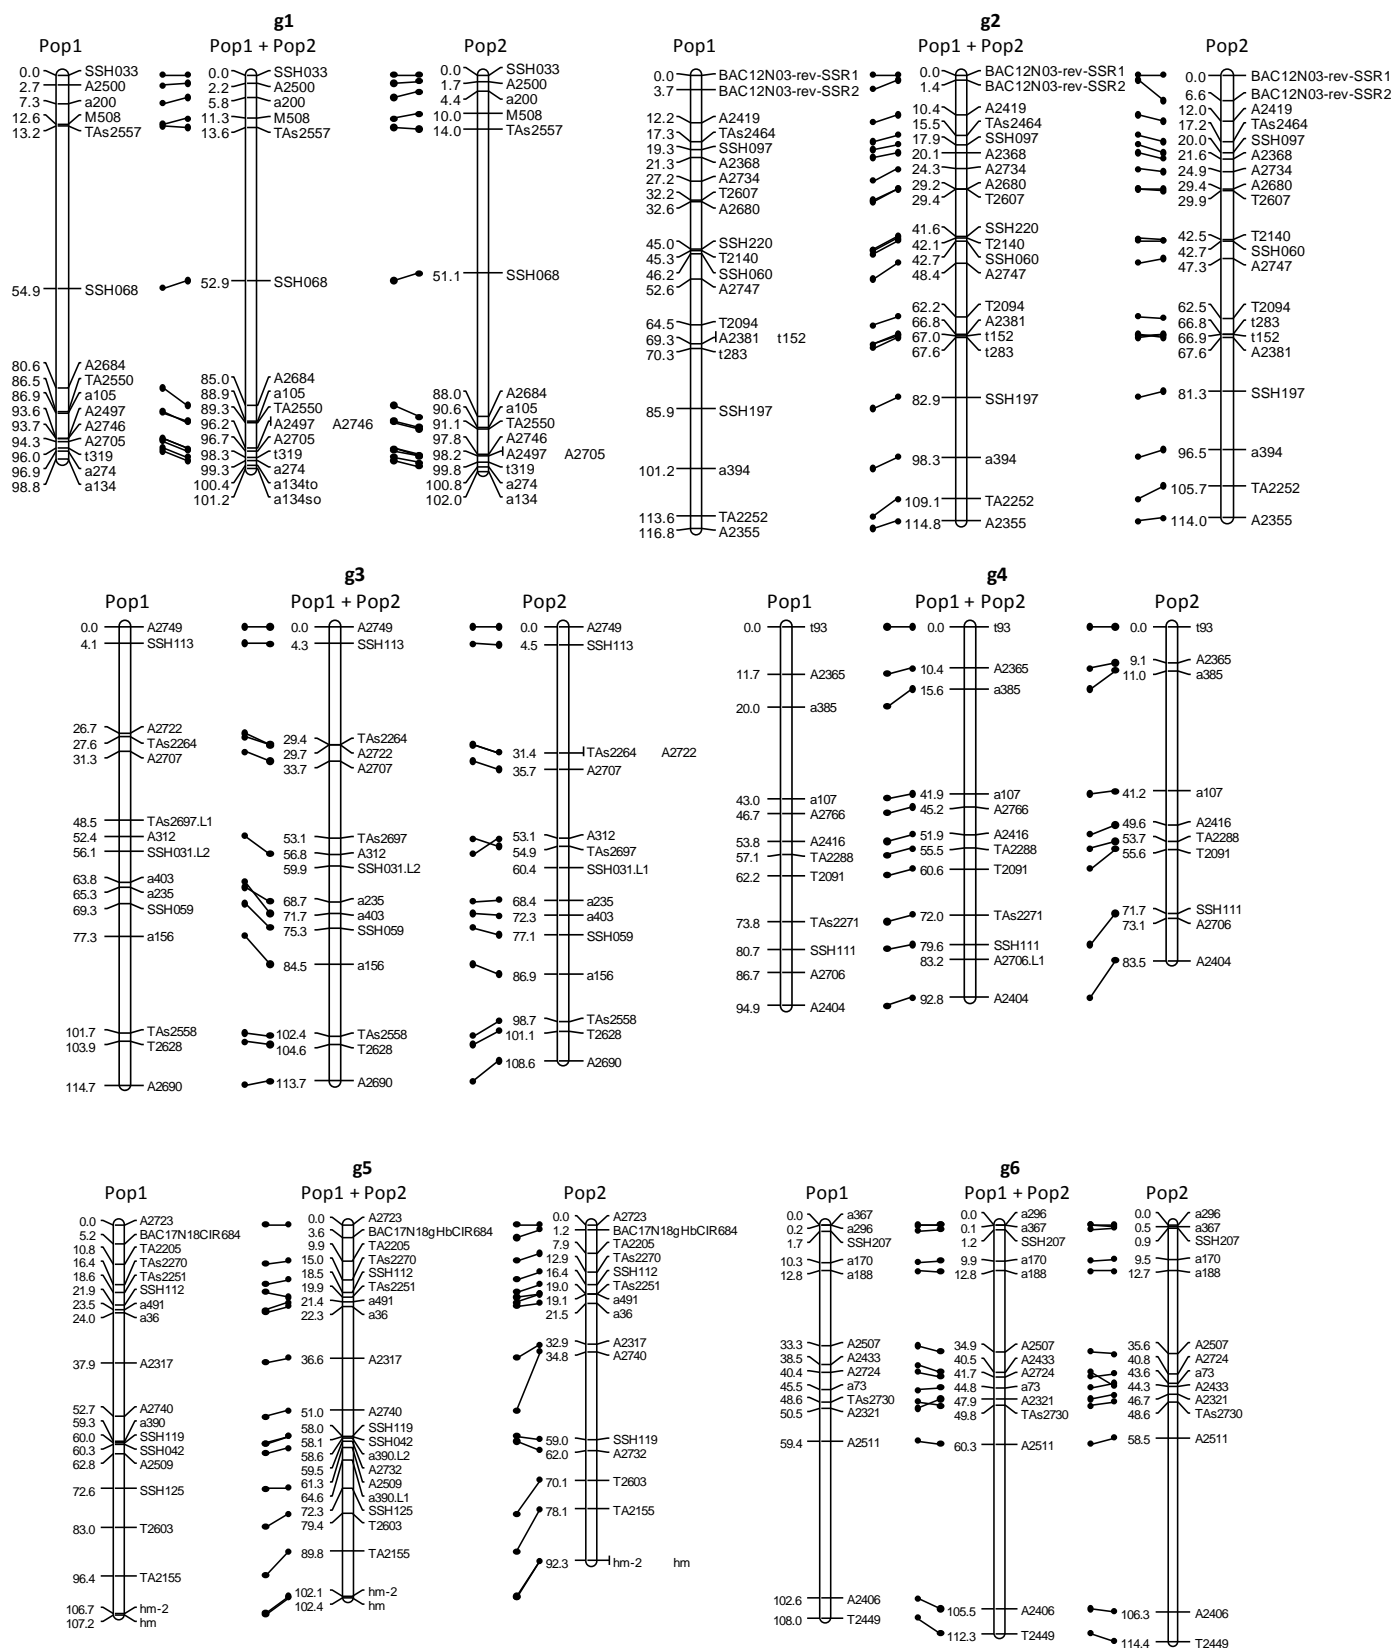 g1
Pop1
0.0 SSH033
2.7 A2500
7.3 a200
12.6 M508
13.2 TAs2557
54.9 SSH068
80.6 A2684
86.5 TA2550
86.9 a105
93.6 A2497
93.7 A2746
94.3 A2705
96.0 t319
96.9 a274
98.8 a134
Pop1 + Pop2
0.0 SSH033
2.2 A2500
5.8 a200
11.3 M508
13.6 TAs2557
52.9 SSH068
85.0 A2684
88.9 a105
89.3 TA2550
96.2 A2497 A2746
96.7 A2705
98.3 t319
99.3 a274
100.4 a134to
101.2 a134so
Pop2
0.0 SSH033
1.7 A2500
4.4 a200
10.0 M508
14.0 TAs2557
51.1 SSH068
88.0 A2684
90.6 a105
91.1 TA2550
97.8 A2746
98.2 A2497 A2705
99.8 t319
100.8 a274
102.0 a134
g2
Pop1
0.0 BAC12N03-rev-SSR1
3.7 BAC12N03-rev-SSR2
12.2 A2419
17.3 TAs2464
19.3 SSH097
21.3 A2368
27.2 A2734
32.2 T2607
32.6 A2680
45.0 SSH220
45.3 T2140
46.2 SSH060
52.6 A2747
64.5 T2094
69.3 A2381 t152
70.3 t283
85.9 SSH197
101.2 a394
113.6 TA2252
116.8 A2355
Pop1 + Pop2
0.0 BAC12N03-rev-SSR1
1.4 BAC12N03-rev-SSR2
10.4 A2419
15.5 TAs2464
17.9 SSH097
20.1 A2368
24.3 A2734
29.2 A2680
29.4 T2607
41.6 SSH220
42.1 T2140
42.7 SSH060
48.4 A2747
62.2 T2094
66.8 A2381
67.0 t152
67.6 t283
82.9 SSH197
98.3 a394
109.1 TA2252
114.8 A2355
Pop2
0.0 BAC12N03-rev-SSR1
6.6 BAC12N03-rev-SSR2
12.0 A2419
17.2 TAs2464
20.0 SSH097
21.6 A2368
24.9 A2734
29.4 A2680
29.9 T2607
42.5 T2140
42.7 SSH060
47.3 A2747
62.5 T2094
66.8 t283
66.9 t152
67.6 A2381
81.3 SSH197
96.5 a394
105.7 TA2252
114.0 A2355
g3
Pop1
0.0 A2749
4.1 SSH113
26.7 A2722
27.6 TAs2264
31.3 A2707
48.5 TAs2697.L1
52.4 A312
56.1 SSH031.L2
63.8 a403
65.3 a235
69.3 SSH059
77.3 a156
101.7 TAs2558
103.9 T2628
114.7 A2690
Pop1 + Pop2
0.0 A2749
4.3 SSH113
29.4 TAs2264
29.7 A2722
33.7 A2707
53.1 TAs2697
56.8 A312
59.9 SSH031.L2
68.7 a235
71.7 a403
75.3 SSH059
84.5 a156
102.4 TAs2558
104.6 T2628
113.7 A2690
Pop2
0.0 A2749
4.5 SSH113
31.4 TAs2264 A2722
35.7 A2707
53.1 A312
54.9 TAs2697
60.4 SSH031.L1
68.4 a235
72.3 a403
77.1 SSH059
86.9 a156
98.7 TAs2558
101.1 T2628
108.6 A2690
g4
Pop1
0.0 t93
11.7 A2365
20.0 a385
43.0 a107
46.7 A2766
53.8 A2416
57.1 TA2288
62.2 T2091
73.8 TAs2271
80.7 SSH111
86.7 A2706
94.9 A2404
Pop1 + Pop2
0.0 t93
10.4 A2365
15.6 a385
41.9 a107
45.2 A2766
51.9 A2416
55.5 TA2288
60.6 T2091
72.0 TAs2271
79.6 SSH111
83.2 A2706.L1
92.8 A2404
Pop2
0.0 t93
9.1 A2365
11.0 a385
41.2 a107
49.6 A2416
53.7 TA2288
55.6 T2091
71.7 SSH111
73.1 A2706
83.5 A2404
g5
Pop1
0.0 A2723
5.2 BAC17N18CIR684
10.8 TA2205
16.4 TAs2270
18.6 TAs2251
21.9 SSH112
23.5 a491
24.0 a36
37.9 A2317
52.7 A2740
59.3 a390
60.0 SSH119
60.3 SSH042
62.8 A2509
72.6 SSH125
83.0 T2603
96.4 TA2155
106.7 hm-2
107.2 hm
Pop1 + Pop2
0.0 A2723
3.6 BAC17N18gHbCIR684
9.9 TA2205
15.0 TAs2270
18.5 SSH112
19.9 TAs2251
21.4 a491
22.3 a36
36.6 A2317
51.0 A2740
58.0 SSH119
58.1 SSH042
58.6 a390.L2
59.5 A2732
61.3 A2509
64.6 a390.L1
72.3 SSH125
79.4 T2603
89.8 TA2155
102.1 hm-2
102.4 hm
Pop2
0.0 A2723
1.2 BAC17N18gHbCIR684
7.9 TA2205
12.9 TAs2270
16.4 SSH112
19.0 TAs2251
19.1 a491
21.5 a36
32.9 A2317
34.8 A2740
59.0 SSH119
62.0 A2732
70.1 T2603
78.1 TA2155
92.3 hm-2 hm
g6
Pop1
0.0 a367
0.2 a296
1.7 SSH207
10.3 a170
12.8 a188
33.3 A2507
38.5 A2433
40.4 A2724
45.5 a73
48.6 TAs2730
50.5 A2321
59.4 A2511
102.6 A2406
108.0 T2449
Pop1 + Pop2
0.0 a296
0.1 a367
1.2 SSH207
9.9 a170
12.8 a188
34.9 A2507
40.5 A2433
41.7 A2724
44.8 a73
47.9 A2321
49.8 TAs2730
60.3 A2511
105.5 A2406
112.3 T2449
Pop2
0.0 a296
0.5 a367
0.9 SSH207
9.5 a170
12.7 a188
35.6 A2507
40.8 A2724
43.6 a73
44.3 A2433
46.7 A2321
48.6 TAs2730
58.5 A2511
106.3 A2406
114.4 T2449